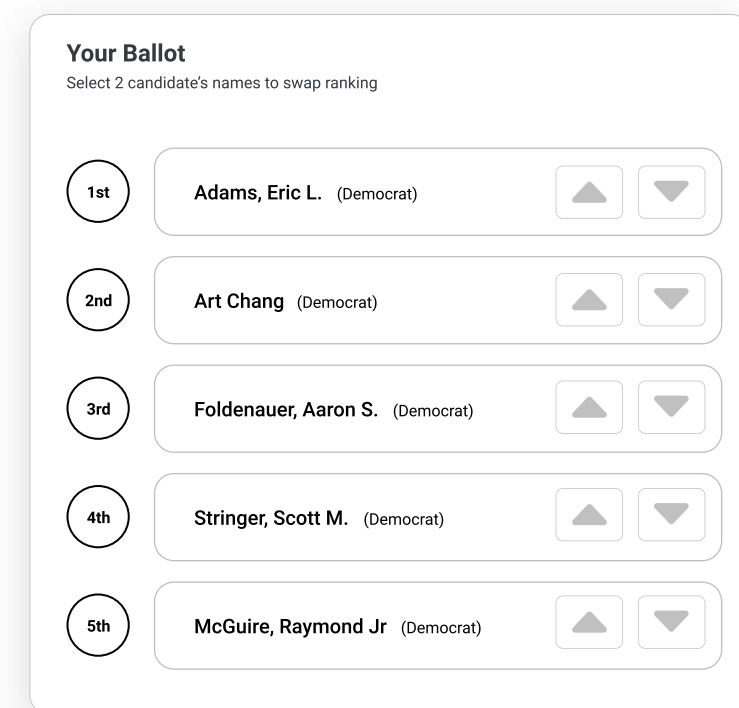 Your Ballot
Select 2 candidate’s names to swap ranking
1st Adams, Eric L. (Democrat)
2nd Art Chang (Democrat)
3rd Foldenauer, Aaron S. (Democrat)
4th Stringer, Scott M. (Democrat)
5th McGuire, Raymond Jr (Democrat)